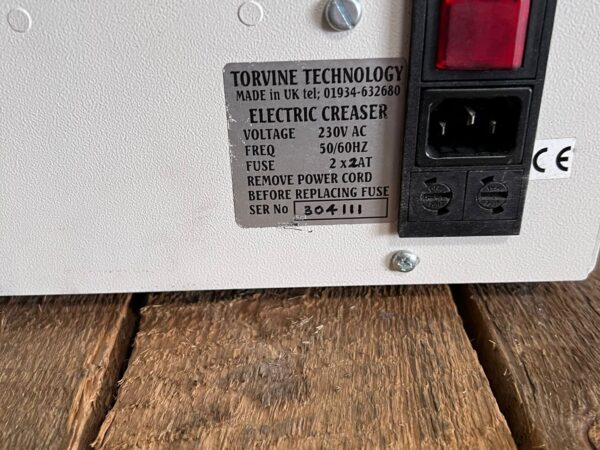 TORVINE TECHNOLOGY
MADE in UK tel; 01934-632680
ELECTRIC CREASER
VOLTAGE 230V AC
FREQ 50/60HZ
FUSE 2 x 2AT
REMOVE POWER CORD
BEFORE REPLACING FUSE
SER No 304111
CE